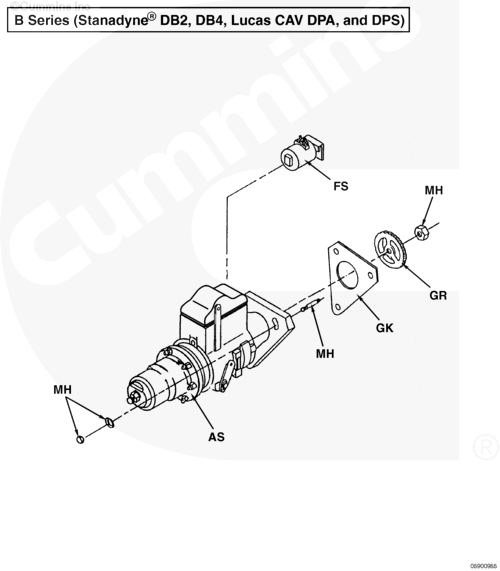 ©Cummins Inc
B Series (Stanadyne® DB2, DB4, Lucas CAV DPA, and DPS)
Cummins
FS
MH
GR
GK
MH
MH
AS
®
05900966